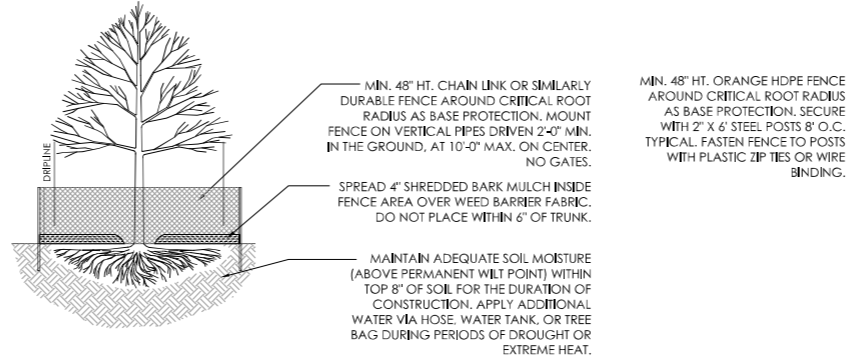 MIN. 48" HT. CHAIN LINK OR SIMILARLY
DURABLE FENCE AROUND CRITICAL ROOT
RADIUS AS BASE PROTECTION. MOUNT
FENCE ON VERTICAL PIPES DRIVEN 2'-0" MIN.
IN THE GROUND, AT 10'-0" MAX. ON CENTER.
NO GATES.
SPREAD 4" SHREDDED BARK MULCH INSIDE
FENCE AREA OVER WEED BARRIER FABRIC.
DO NOT PLACE WITHIN 6" OF TRUNK.
MAINTAIN ADEQUATE SOIL MOISTURE
(ABOVE PERMANENT WILT POINT) WITHIN
TOP 8" OF SOIL FOR THE DURATION OF
CONSTRUCTION. APPLY ADDITIONAL
WATER VIA HOSE, WATER TANK, OR TREE
BAG DURING PERIODS OF DROUGHT OR
EXTREME HEAT.
MIN. 48" HT. ORANGE HDPE FENCE
AROUND CRITICAL ROOT RADIUS
AS BASE PROTECTION. SECURE
WITH 2" X 6' STEEL POSTS 8' O.C.
TYPICAL. FASTEN FENCE TO POSTS
WITH PLASTIC ZIP TIES OR WIRE
BINDING.
DRIPLINE